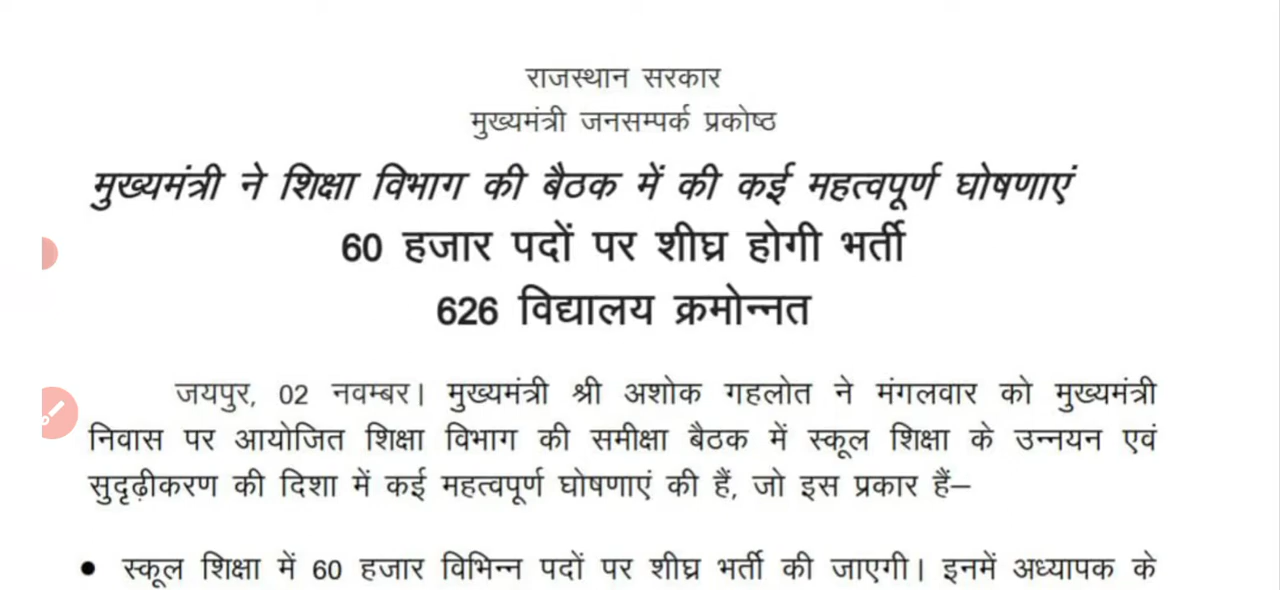 राजस्थान सरकार
मुख्यमंत्री जनसम्पर्क प्रकोष्ठ
मुख्यमंत्री ने शिक्षा विभाग की बैठक में की कई महत्वपूर्ण घोषणाएं
60 हजार पदों पर शीघ्र होगी भर्ती
626 विद्यालय क्रमोन्नत
जयपुर, 02 नवम्बर। मुख्यमंत्री श्री अशोक गहलोत ने मंगलवार को मुख्यमंत्री
निवास पर आयोजित शिक्षा विभाग की समीक्षा बैठक में स्कूल शिक्षा के उन्नयन एवं
सुदृढ़ीकरण की दिशा में कई महत्वपूर्ण घोषणाएं की हैं, जो इस प्रकार हैं–
• स्कूल शिक्षा में 60 हजार विभिन्न पदों पर शीघ्र भर्ती की जाएगी। इनमें अध्यापक के